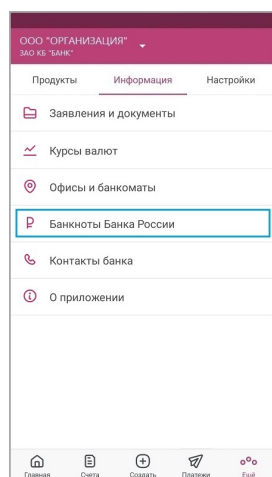 ООО "ОРГАНИЗАЦИЯ"
ЗАО КБ "БАНК"
Продукты Информация Настройки
Заявления и документы
Курсы валют
Офисы и банкоматы
Банкноты Банка России
Контакты банка
О приложении
Главная Счета Создать Платежи Ещё